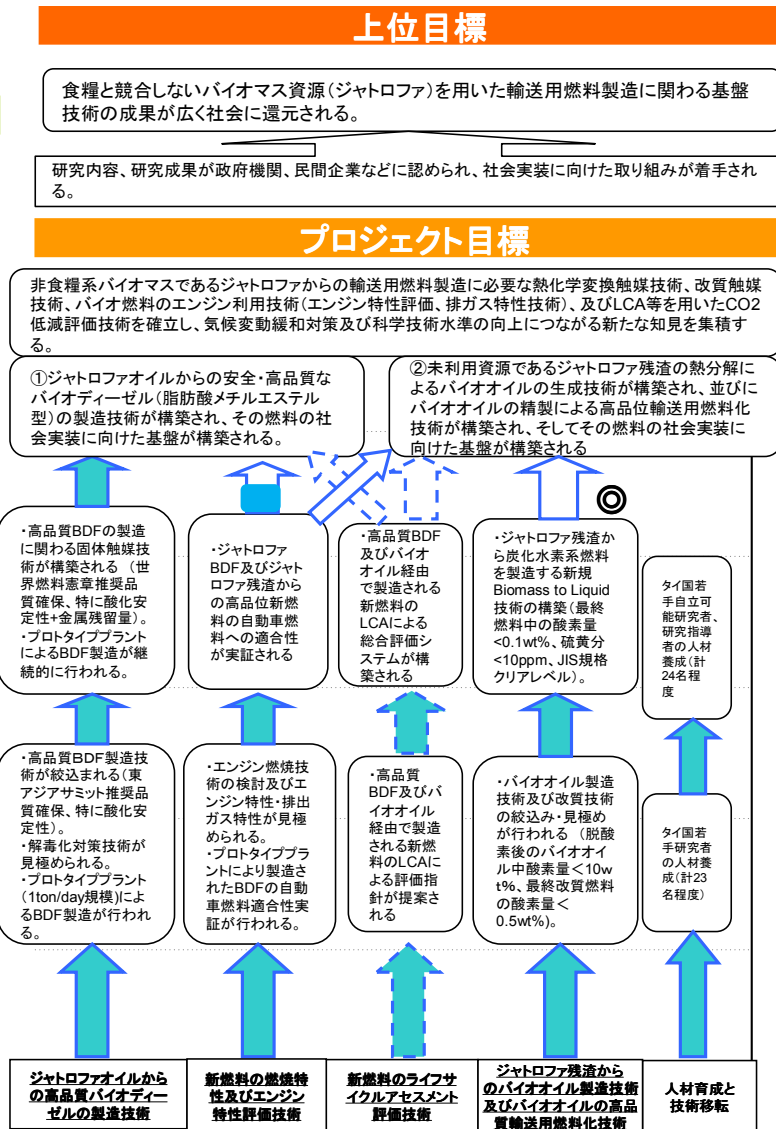 上位目標
食糧と競合しないバイオマス資源(ジャトロファ)を用いた輸送用燃料製造に関わる基盤
技術の成果が広く社会に還元される。
研究内容、研究成果が政府機関、民間企業などに認められ、社会実装に向けた取り組みが着手され
る。
プロジェクト目標
非食糧系バイオマスであるジャトロファからの輸送用燃料製造に必要な熱化学変換触媒技術、改質触媒
技術、バイオ燃料のエンジン利用技術(エンジン特性評価、排ガス特性技術)、及びLCA等を用いたCO2
低減評価技術を確立し、気候変動緩和対策及び科学技術水準の向上につながる新たな知見を集積す
る。
①ジャトロファオイルからの安全・高品質な
バイオディーゼル(脂肪酸メチルエステル
型)の製造技術が構築され、その燃料の社
会実装に向けた基盤が構築される。
②未利用資源であるジャトロファ残渣の熱分解に
よるバイオオイルの生成技術が構築され、並びに
バイオオイルの精製による高品位輸送用燃料化
技術が構築され、そしてその燃料の社会実装に
向けた基盤が構築される
◎
・高品質BDFの製造
に関わる固体触媒技
術が構築される (世
界燃料憲章推奨品
質確保、特に酸化安
定性+金属残留量)。
・プロトタイププラント
によるBDF製造が継
続的に行われる。
・ジャトロファ
BDF及びジャト
ロファ残渣から
の高品位新燃
料の自動車燃
料への適合性
が実証される
・高品質BDF
及びバイオ
オイル経由
で製造される
新燃料の
LCAによる
総合評価シ
ステムが構
築される
・ジャトロファ残渣か
ら炭化水素系燃料
を製造する新規
Biomass to Liquid
技術の構築(最終
燃料中の酸素量
<0.1wt%、硫黄分
<10ppm、JIS規格
クリアレベル)。
タイ国若
手自立可
能研究者、
研究指導
者の人材
養成(計
24名程
度
・高品質BDF製造技
術が絞込まれる(東
アジアサミット推奨品
質確保、特に酸化安
定性)。
・解毒化対策技術が
見極められる。
・プロトタイププラント
(1ton/day規模)によ
るBDF製造が行われ
る。
・エンジン燃焼技
術の検討及びエ
ンジン特性・排出
ガス特性が見極
められる。
・プロトタイププラ
ントにより製造さ
れたBDFの自動
車燃料適合性実
証が行われる。
・高品質
BDF及びバ
イオオイル
経由で製造
される新燃
料のLCAに
よる評価指
針が提案さ
れる
・バイオオイル製造
技術及び改質技術
の絞込み・見極め
が行われる (脱酸
素後のバイオオイ
ル中酸素量<10w
t%、最終改質燃料
の酸素量<
0.5wt%)。
タイ国若
手研究者
の人材養
成(計23
名程度)
ジャトロファオイルから
の高品質バイオディー
ゼルの製造技術
新燃料の燃焼特
性及びエンジン
特性評価技術
新燃料のライフサ
イクルアセスメント
評価技術
ジャトロファ残渣から
のバイオオイル製造技術
及びバイオオイルの高品
質輸送用燃料化技術
人材育成と
技術移転